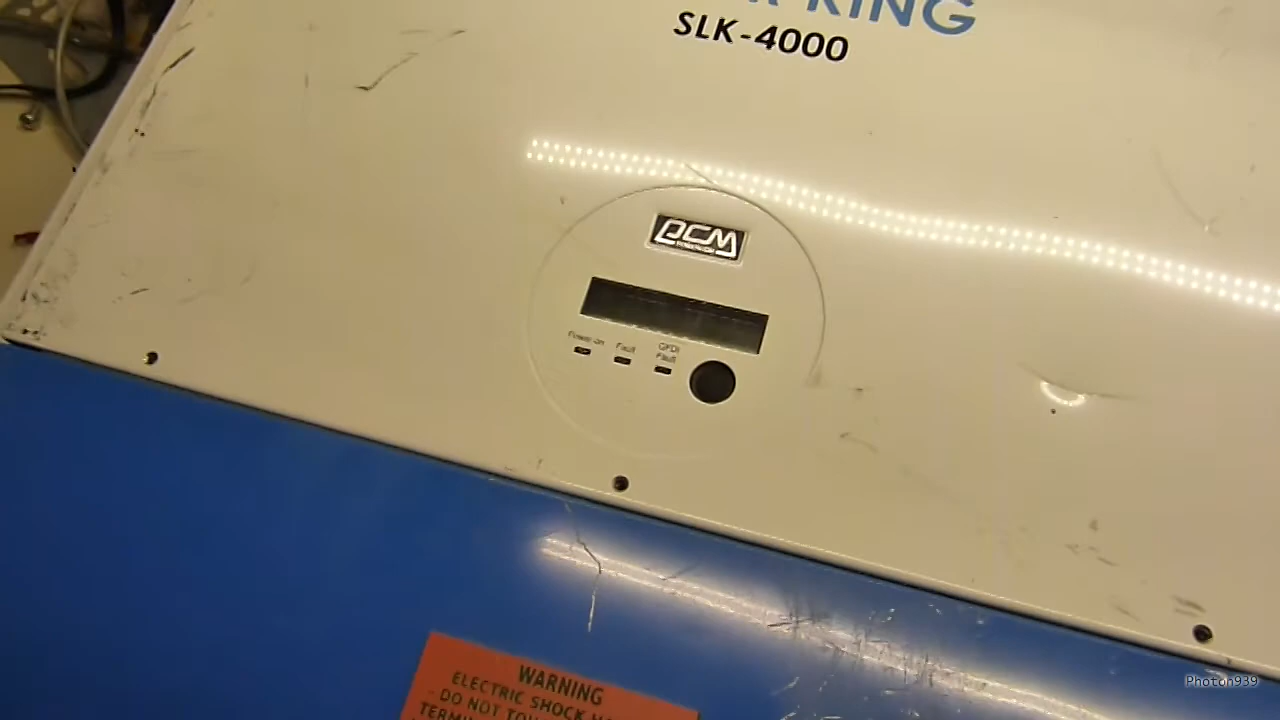 KING
SLK-4000
PCM
Power on
Fault
GFDI
Fault
WARNING
ELECTRIC SHOCK
- DO NOT
Photon939